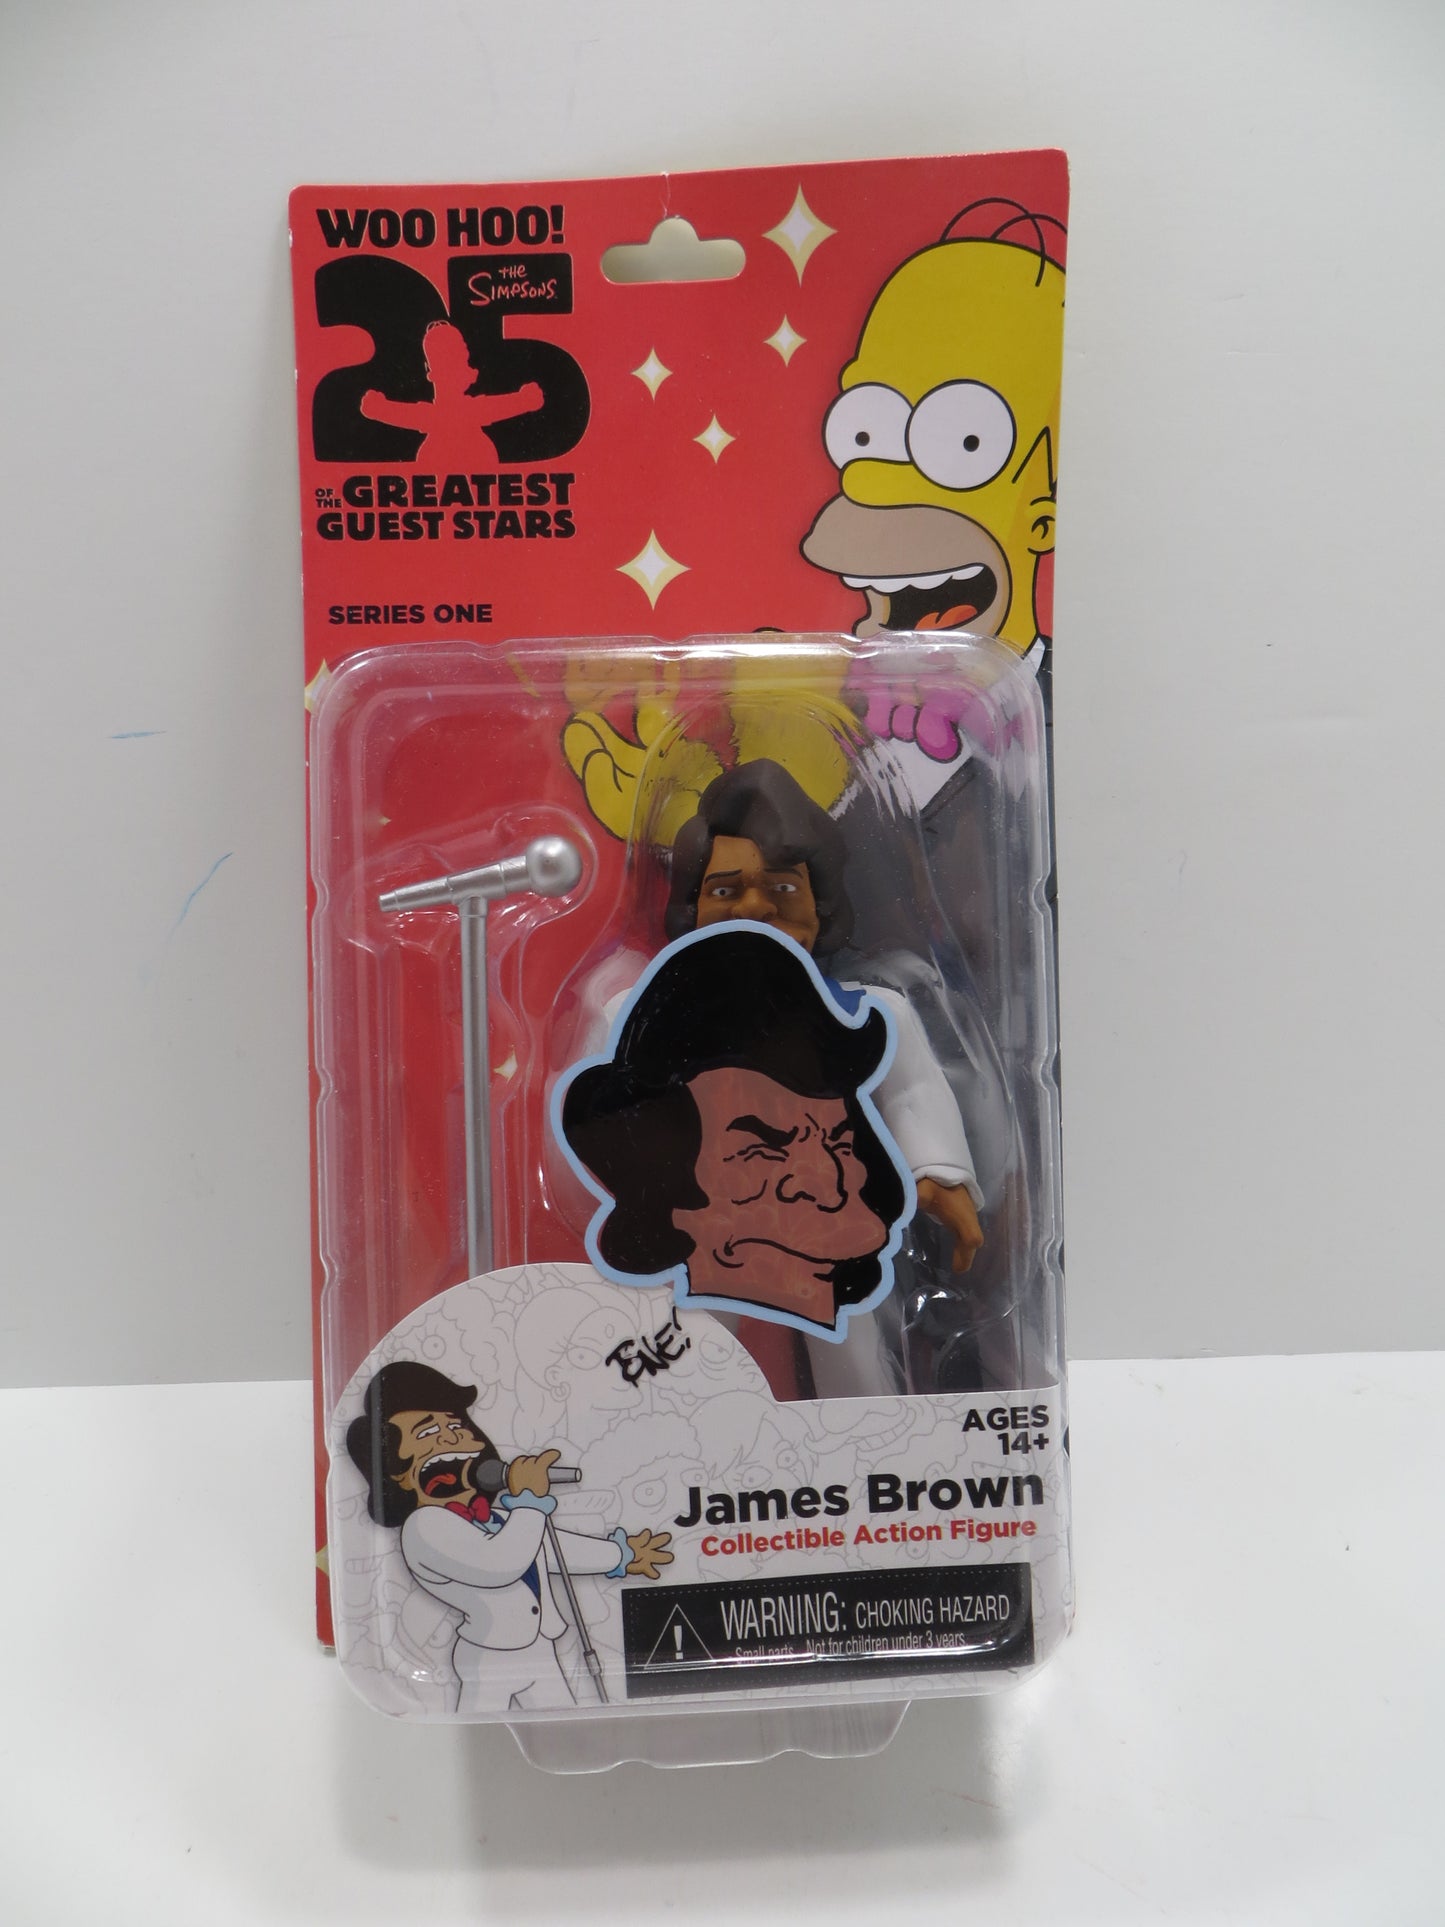 WOO HOO!
25
THE
SIMPSONS
OF THE GREATEST
GUEST STARS
SERIES ONE
AGES
14+
James Brown
Collectible Action Figure
WARNING: CHOKING HAZARD
Small parts. Not for children under 3 years.